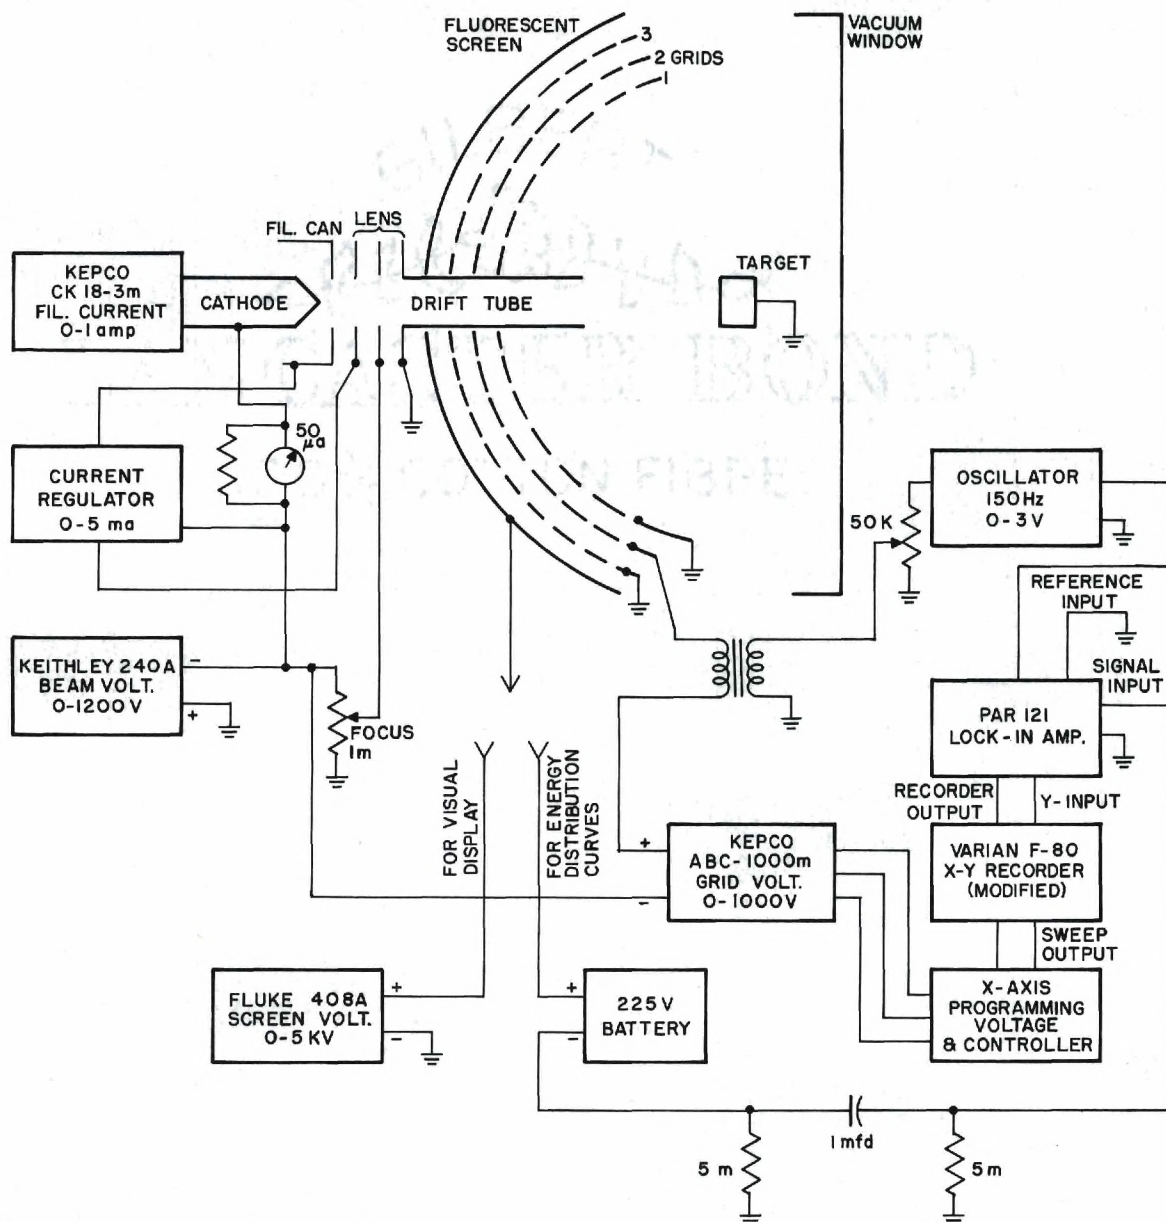 FLUORESCENT
SCREEN
3
2 GRIDS
1
VACUUM
WINDOW
FIL. CAN
LENS
TARGET
KEPCO
CK 18-3m
FIL. CURRENT
0-1 amp
CATHODE
DRIFT TUBE
50
μa
CURRENT
REGULATOR
0-5 ma
50K
OSCILLATOR
150Hz
0-3V
REFERENCE
INPUT
SIGNAL
INPUT
KEITHLEY 240A
BEAM VOLT.
0-1200V
-
+
FOCUS
1m
PAR 121
LOCK-IN AMP.
RECORDER
OUTPUT
Y-INPUT
FOR VISUAL
DISPLAY
FOR ENERGY
DISTRIBUTION
CURVES
+
-
KEPCO
ABC-1000m
GRID VOLT.
0-1000V
VARIAN F-80
X-Y RECORDER
(MODIFIED)
SWEEP
OUTPUT
FLUKE 408A
SCREEN VOLT.
0-5KV
+
-
+
-
225V
BATTERY
X-AXIS
PROGRAMMING
VOLTAGE
& CONTROLLER
1mfd
5m
5m